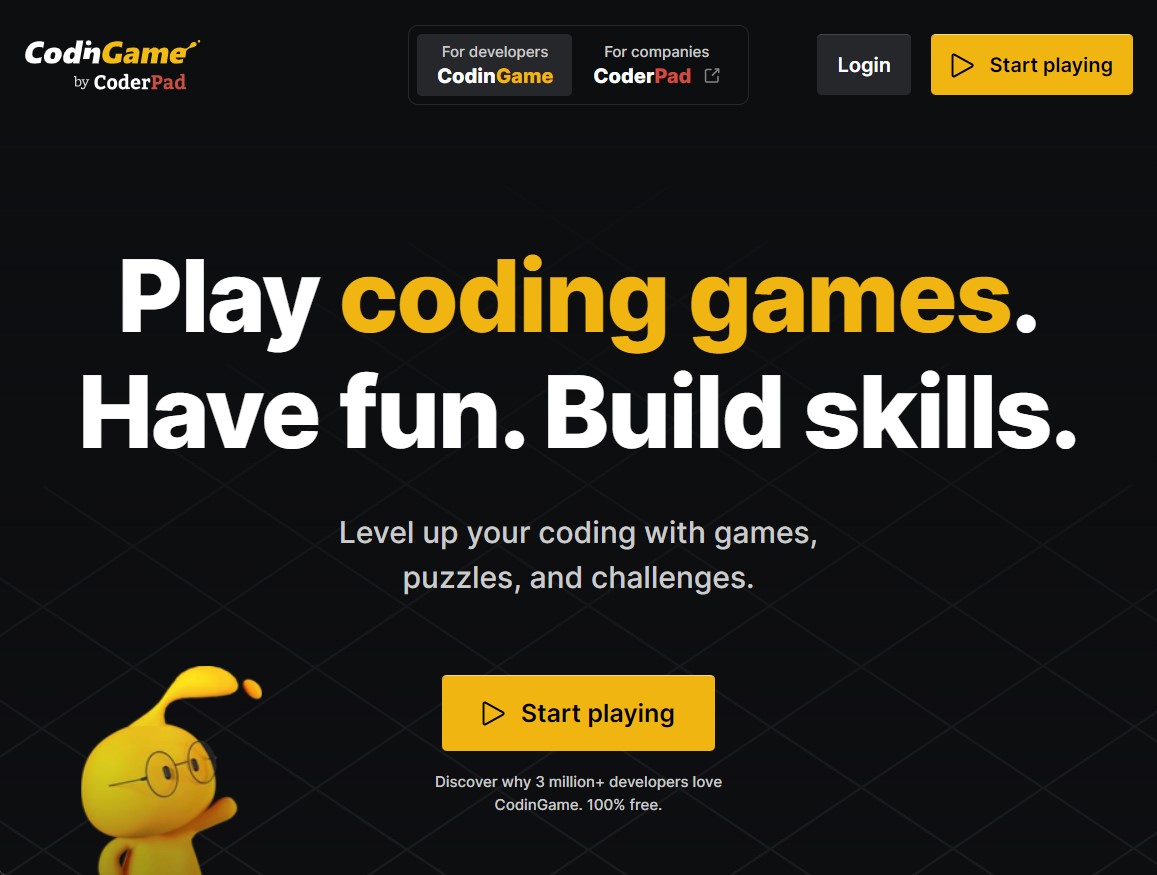 CodinGame
by CoderPad
For developers
CodinGame
For companies
CoderPad
Login
Start playing
Play coding games.
Have fun. Build skills.
Level up your coding with games,
puzzles, and challenges.
Start playing
Discover why 3 million+ developers love
CodinGame. 100% free.